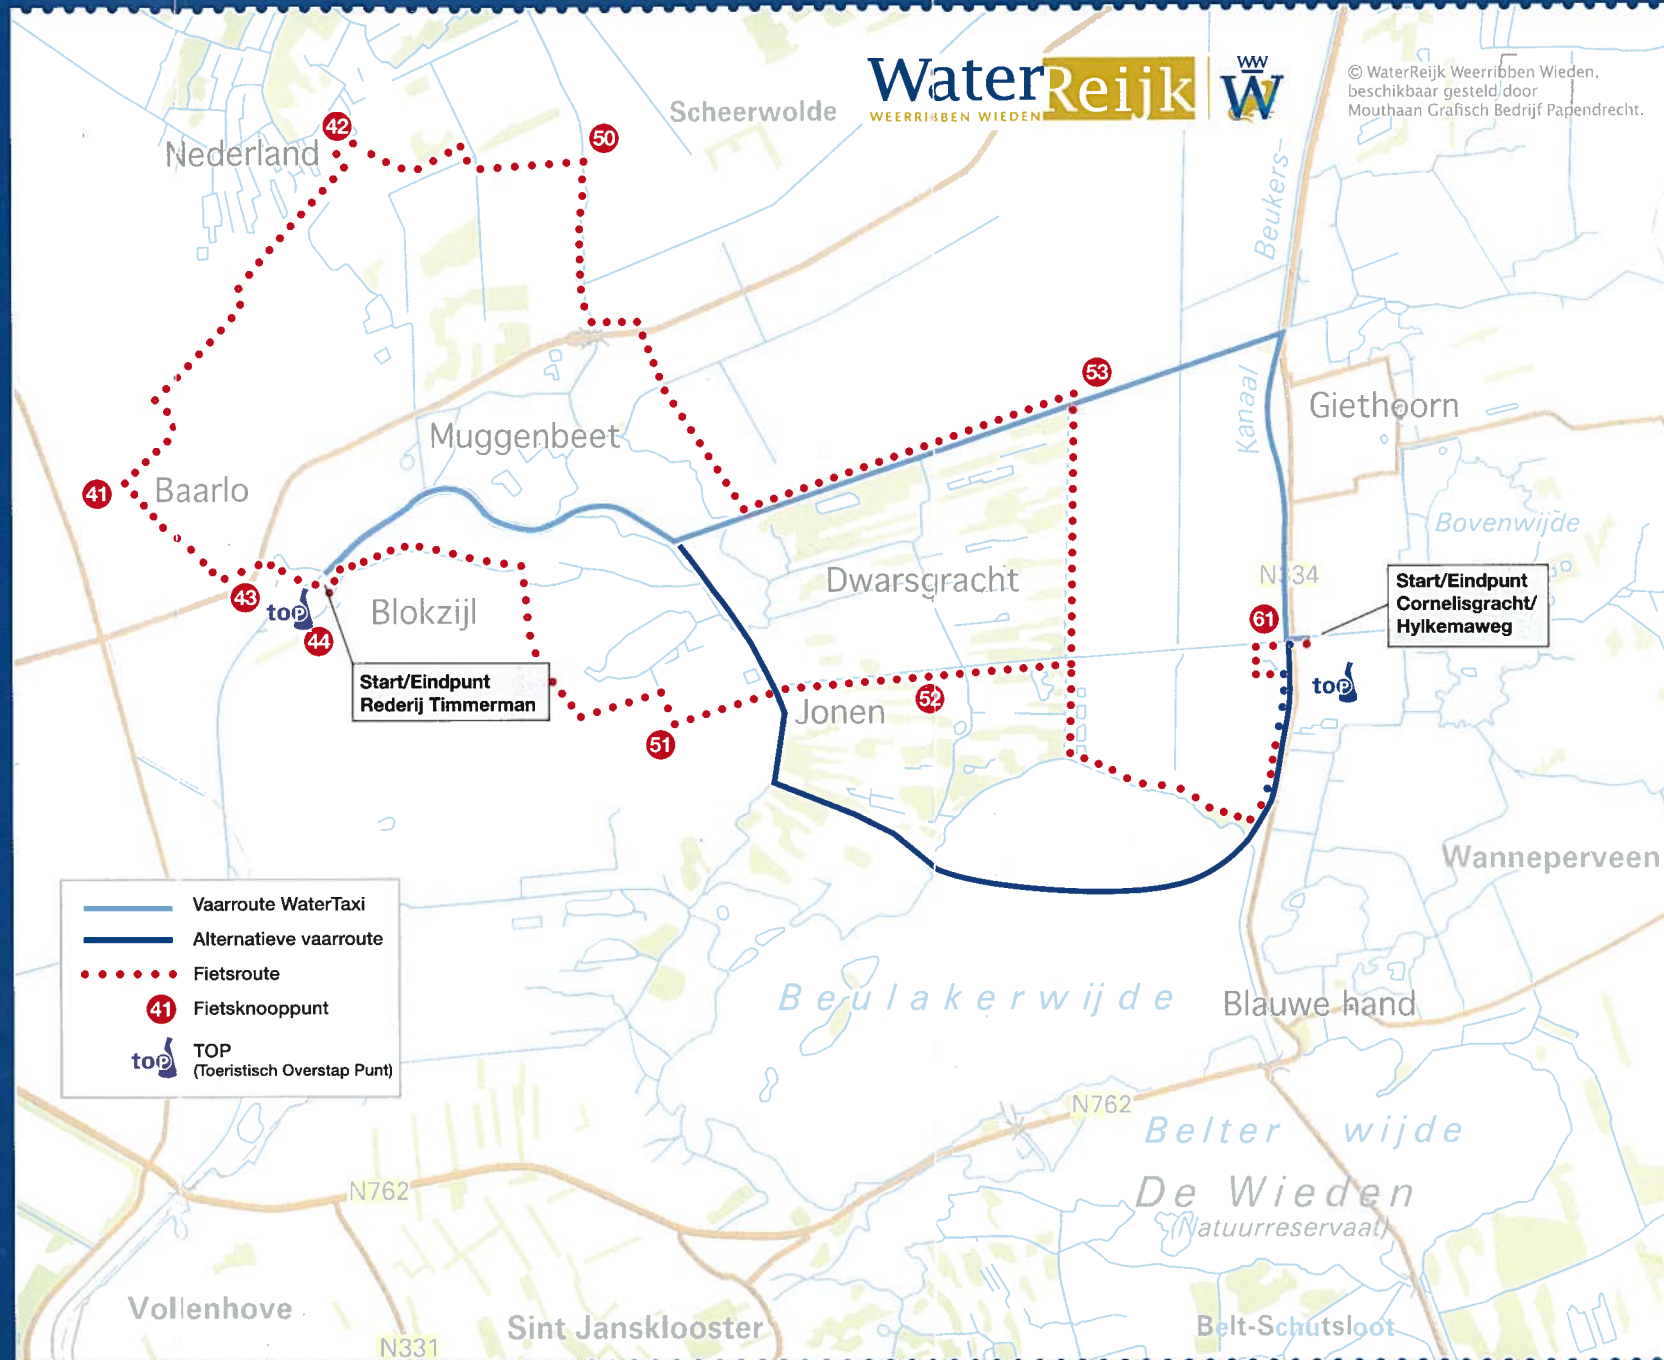 WaterReijk
WEERRIBBEN WIEDEN
W
© WaterReijk Weerribben Wieden,
beschikbaar gesteld door
Mouthaan Grafisch Bedrijf Papendrecht.
Scheerwolde
42
Nederland
50
Beukers-
Kanaal
53
Giethoorn
Muggenbeet
41
Baarlo
Bovenwijde
Dwarsgracht
N334
Start/Eindpunt
Cornelisgracht/
Hylkemaweg
43
top
44
Blokzijl
61
top
Start/Eindpunt
Rederij Timmerman
52
Jonen
51
Wanneperveen
Vaarroute WaterTaxi
Alternatieve vaarroute
Fietsroute
41
Fietsknooppunt
top
TOP
(Toeristisch Overstap Punt)
Beulakerwijde
Blauwe hand
N762
Belter wijde
N762
De Wieden
(Natuurreservaat)
Vollenhove
Sint Jansklooster
Belt-Schutsloot
N331